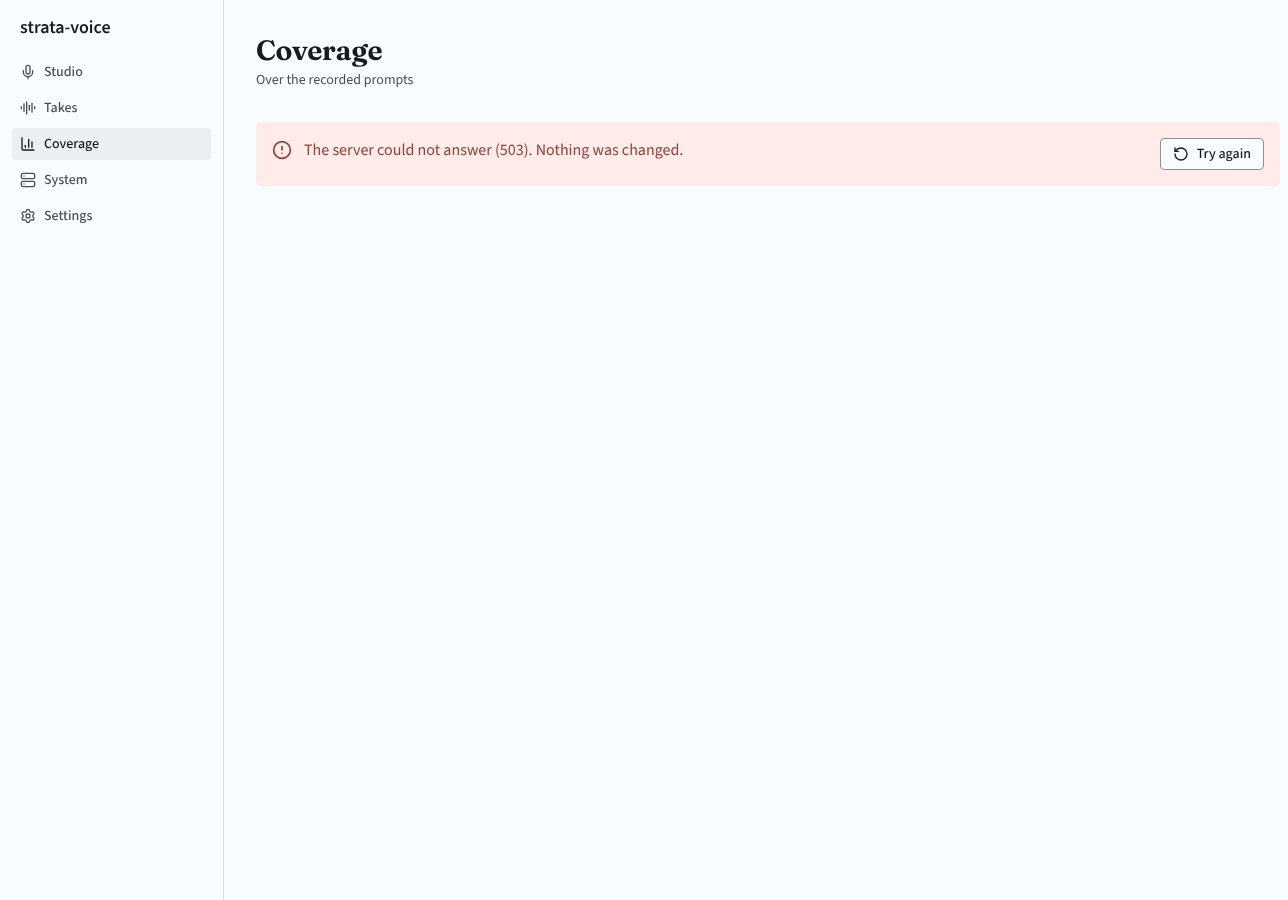 strata-voice
Studio
Takes
Coverage
System
Settings
Coverage
Over the recorded prompts
The server could not answer (503). Nothing was changed.
Try again